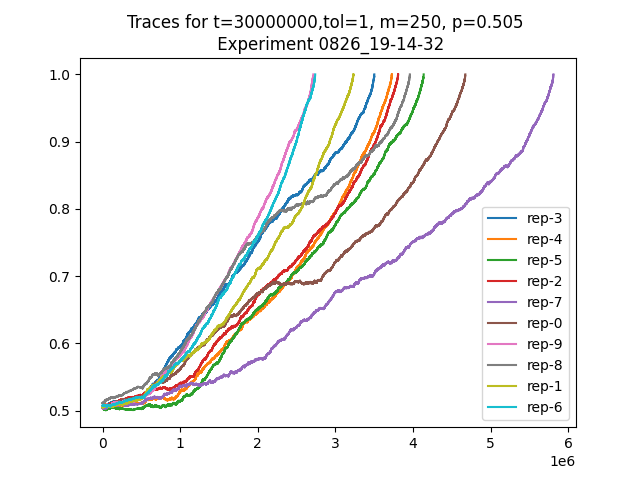 Traces for t=30000000,tol=1, m=250, p=0.505
Experiment 0826_19-14-32
1.0
0.9
0.8
0.7
0.6
0.5
0
1
2
3
4
5
6
1e6
rep-3
rep-4
rep-5
rep-2
rep-7
rep-0
rep-9
rep-8
rep-1
rep-6